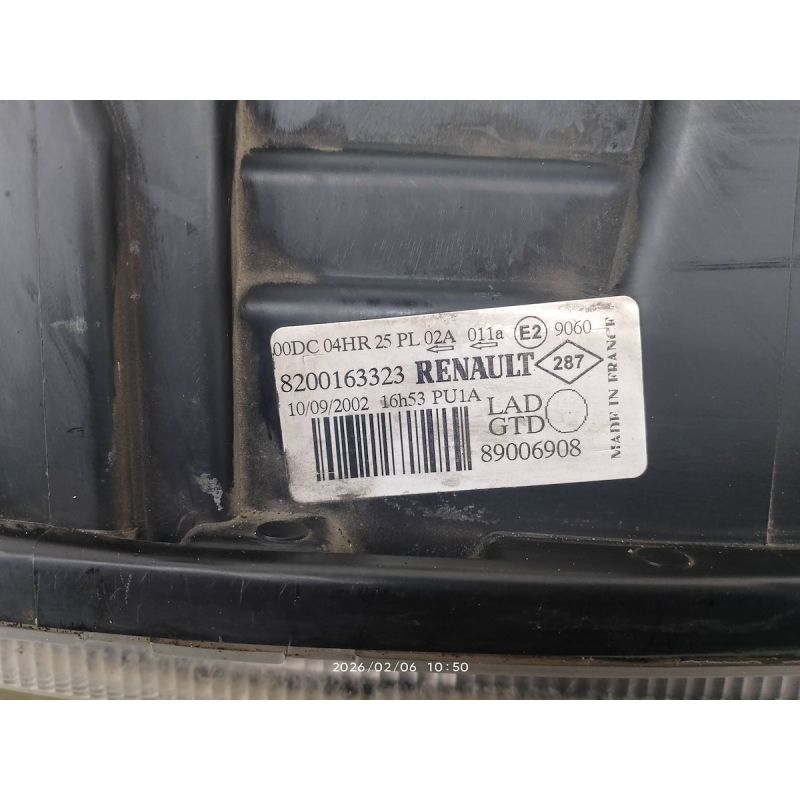 00DC 04HR 25 PL 02A 011a E2 9060
8200163323 RENAULT 287
10/09/2002 16h53 PU1A
LAD
GTD
89006908
MADE IN FRANCE
2026/02/06 10:50